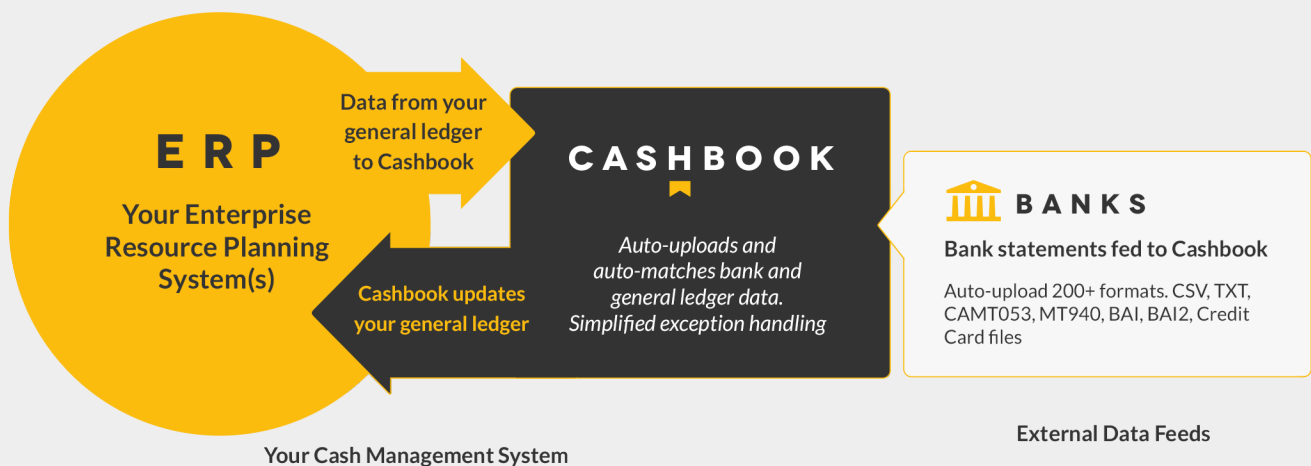 ERP
Your Enterprise
Resource Planning
System(s)
Data from your
general ledger
to Cashbook
Cashbook updates
your general ledger
CASHBOOK
Auto-uploads and
auto-matches bank and
general ledger data.
Simplified exception handling
BANKS
Bank statements fed to Cashbook
Auto-upload 200+ formats. CSV, TXT,
CAMT053, MT940, BAI, BAI2, Credit
Card files
Your Cash Management System
External Data Feeds